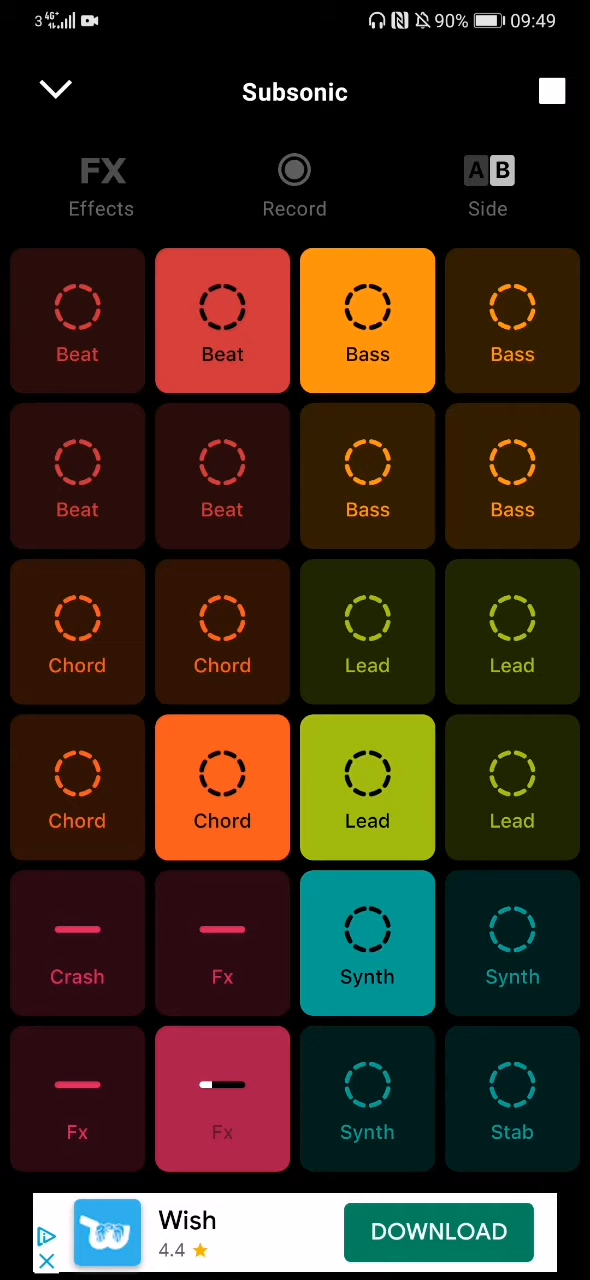 3 4G+ 90% 09:49
Subsonic
FX A B
Effects Record Side
Beat Beat Bass Bass
Beat Beat Bass Bass
Chord Chord Lead Lead
Chord Chord Lead Lead
Crash Fx Synth Synth
Fx Fx Synth Stab
Wish
4.4
DOWNLOAD